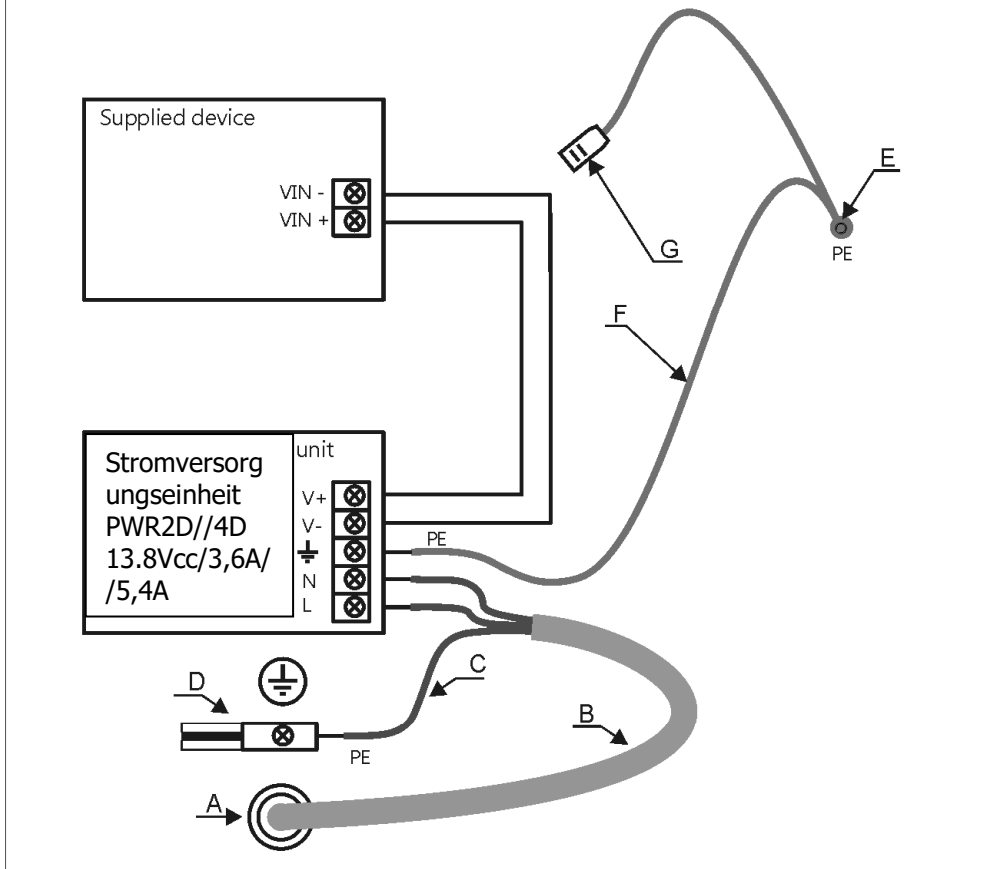 Supplied device
VIN -
VIN +
E
G
PE
F
unit
Stromversorg
ungseinheit
PWR2D//4D
13.8Vcc/3,6A/
/5,4A
V+
V-
PE
N
L
D
C
B
PE
A